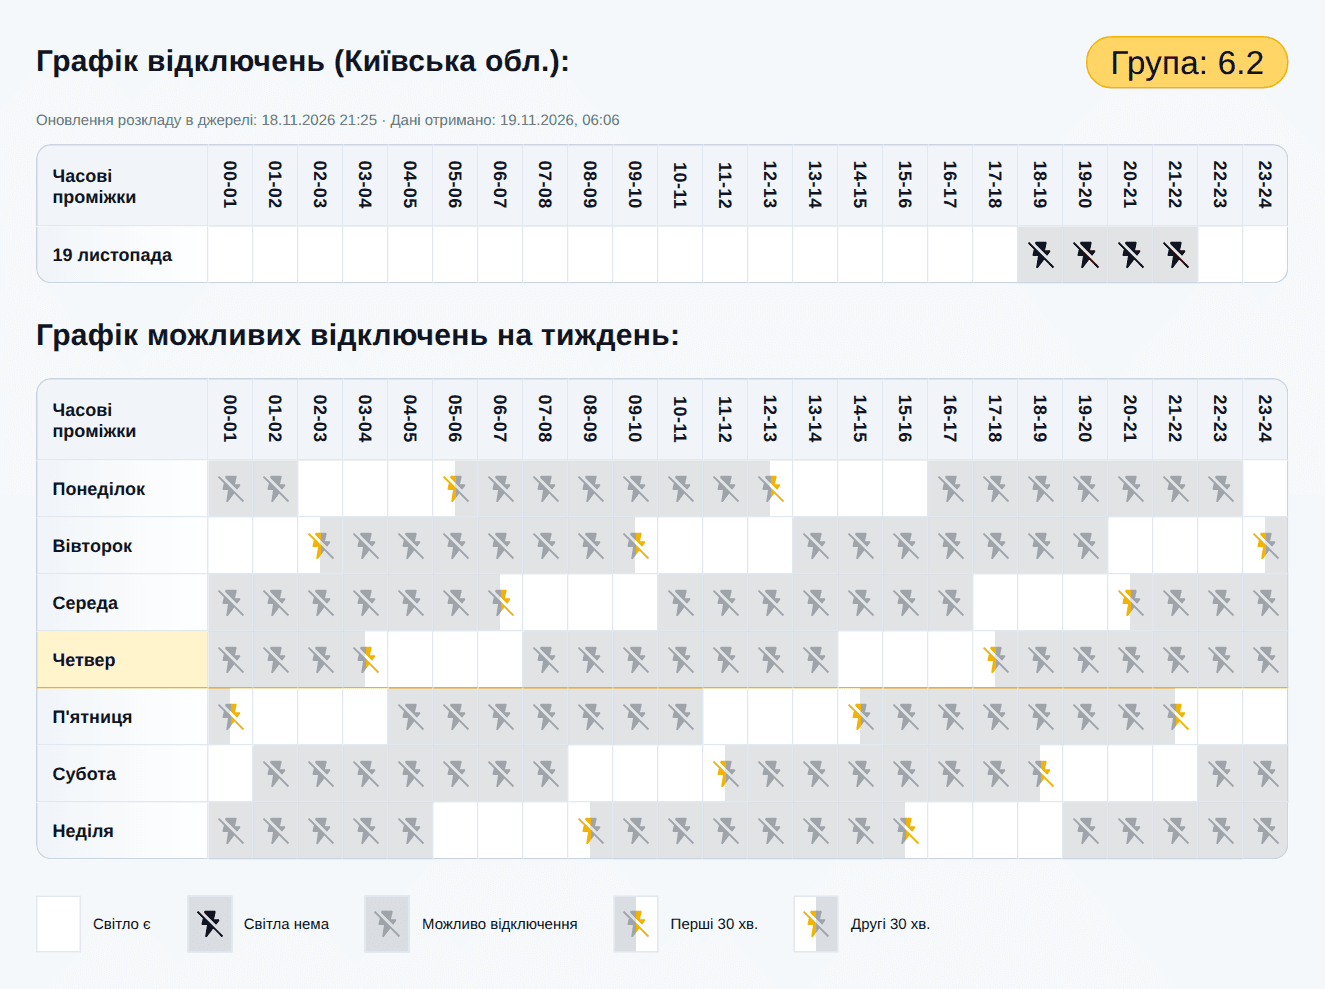 Графік відключень (Київська обл.):
Група: 6.2
Оновлення розкладу в джерелі: 18.11.2026 21:25 · Дані отримано: 19.11.2026, 06:06
Часові
проміжки
00-01 01-02 02-03 03-04 04-05 05-06 06-07 07-08 08-09 09-10 10-11 11-12 12-13 13-14 14-15 15-16 16-17 17-18 18-19 19-20 20-21 21-22 22-23 23-24
19 листопада
Графік можливих відключень на тиждень:
Часові
проміжки
00-01 01-02 02-03 03-04 04-05 05-06 06-07 07-08 08-09 09-10 10-11 11-12 12-13 13-14 14-15 15-16 16-17 17-18 18-19 19-20 20-21 21-22 22-23 23-24
Понеділок
Вівторок
Середа
Четвер
П'ятниця
Субота
Неділя
Світло є
Світла нема
Можливо відключення
Перші 30 хв.
Другі 30 хв.